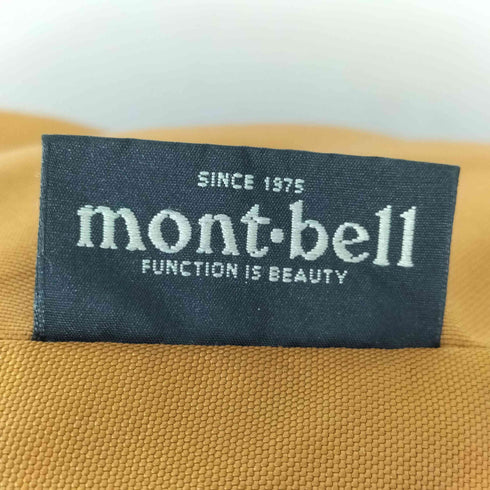 SINCE 1975
mont·bell
FUNCTION IS BEAUTY